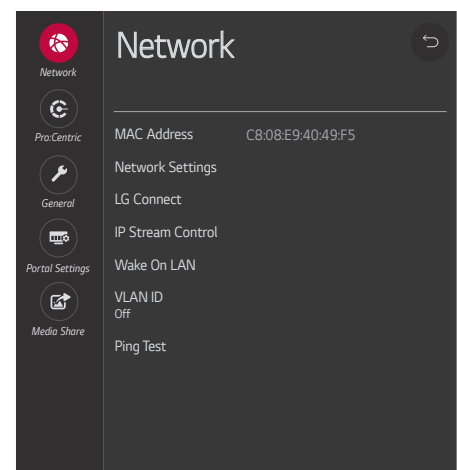 Network
Network
Pro:Centric
General
Portal Settings
Media Share
MAC Address C8:08:E9:40:49:F5
Network Settings
LG Connect
IP Stream Control
Wake On LAN
VLAN ID
Off
Ping Test